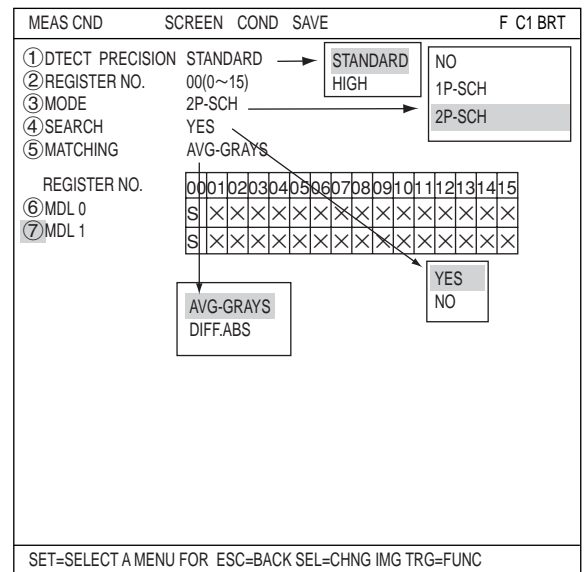 MEAS CND SCREEN COND SAVE F C1 BRT
①DTECT PRECISION STANDARD STANDARD NO
②REGISTER NO. 00(0～15) HIGH 1P-SCH
③MODE 2P-SCH 2P-SCH
④SEARCH YES
⑤MATCHING AVG-GRAYS
REGISTER NO. 00 01 02 03 04 05 06 07 08 09 10 11 12 13 14 15
⑥MDL 0 S × × × × × × × × × × × × × × ×
⑦MDL 1 S × × × × × × × × × × × × × × ×
YES
NO
AVG-GRAYS
DIFF.ABS
SET=SELECT A MENU FOR ESC=BACK SEL=CHNG IMG TRG=FUNC